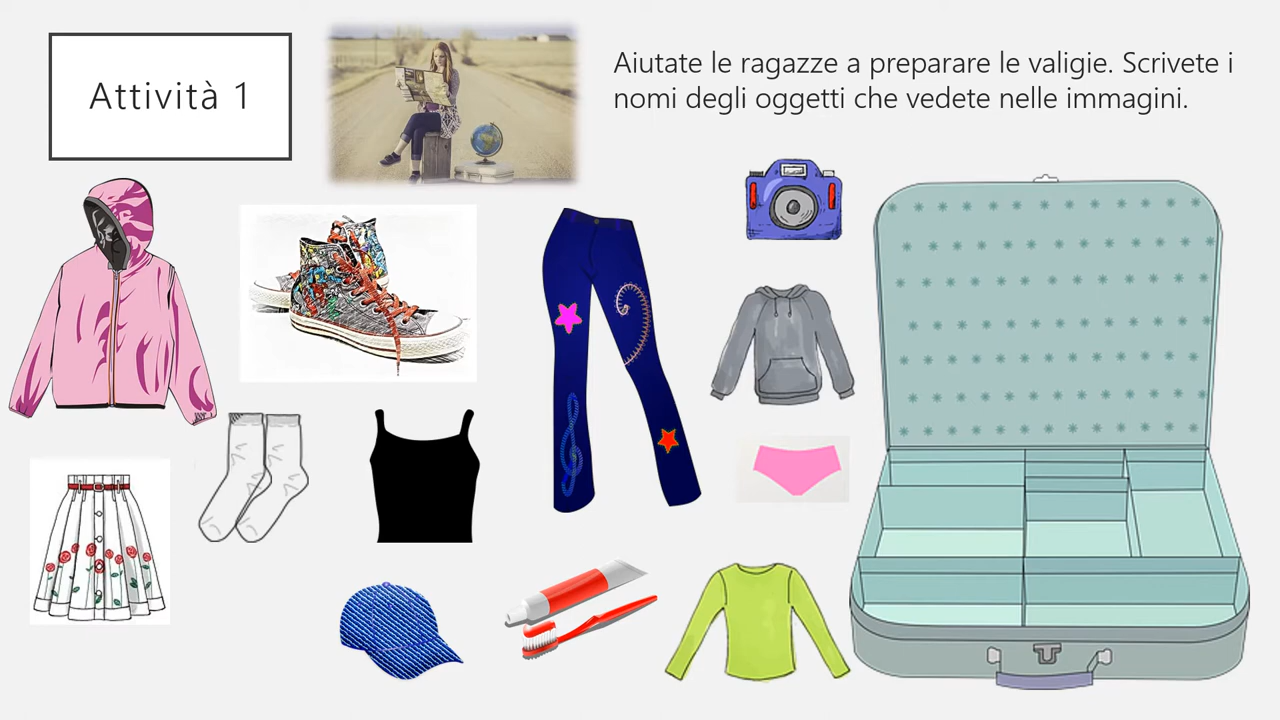 Attività 1
Aiutate le ragazze a preparare le valigie. Scrivete i
nomi degli oggetti che vedete nelle immagini.